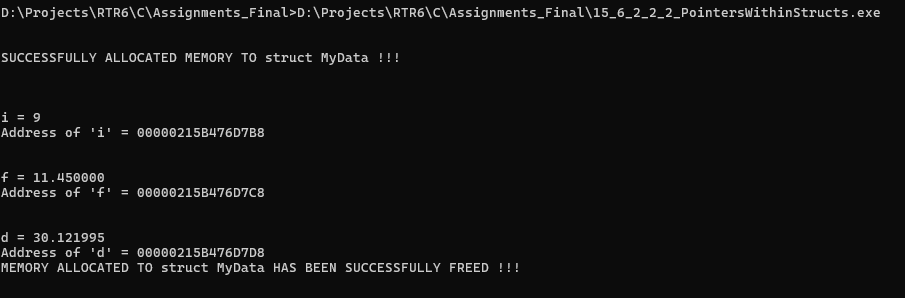 D:\Projects\RTR6\C\Assignments_Final>D:\Projects\RTR6\C\Assignments_Final\15_6_2_2_2_PointersWithinStructs.exe
SUCCESSFULLY ALLOCATED MEMORY TO struct MyData !!!
i = 9
Address of 'i' = 00000215B476D7B8
f = 11.450000
Address of 'f' = 00000215B476D7C8
d = 30.121995
Address of 'd' = 00000215B476D7D8
MEMORY ALLOCATED TO struct MyData HAS BEEN SUCCESSFULLY FREED !!!